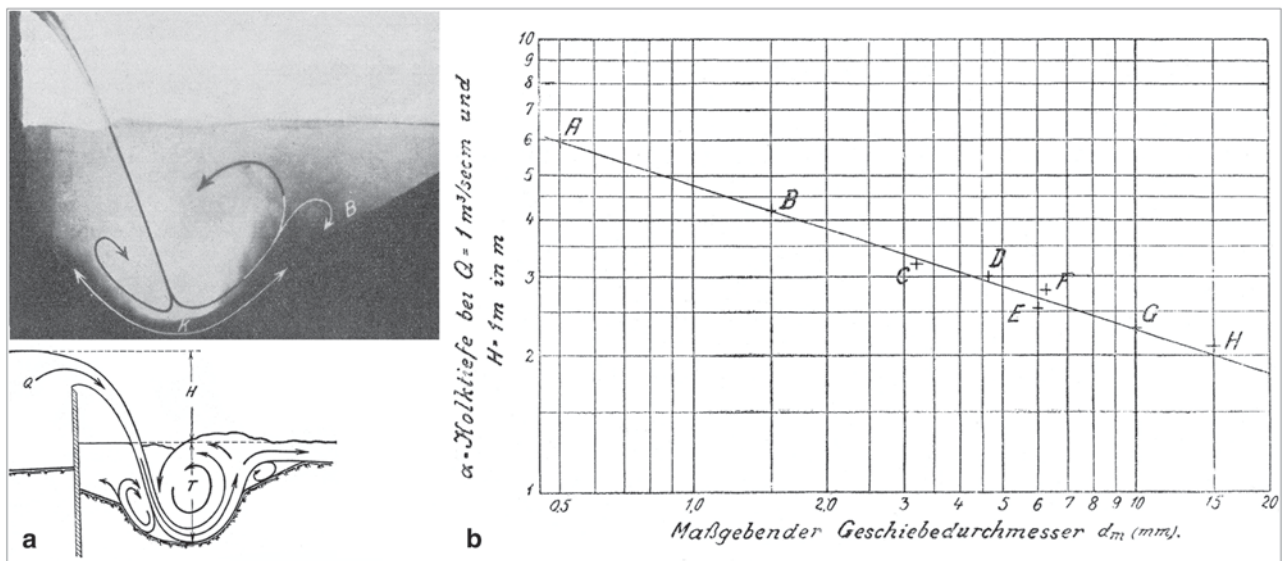 B
K
Q
H
T
a
α=Kolktiefe bei Q = 1 m³/secm und
H=1m in m
10
9
8
7
6
5
4
3
2
1
A
B
C
D
E
F
G
H
0,5
1,0
1,5
2,0
3
4
5
6
7
8
9
10
15
20
Maßgebender Geschiebedurchmesser dm (mm).
b